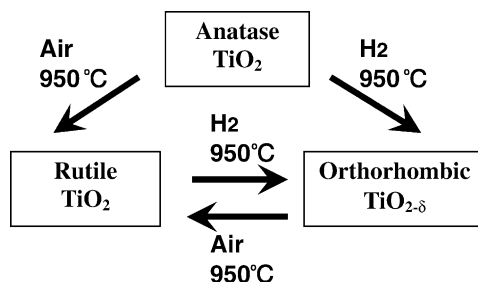 Anatase
TiO₂
Air
950℃
H2
950℃
Rutile
TiO₂
H2
950℃
Orthorhombic
TiO₂₋δ
Air
950℃